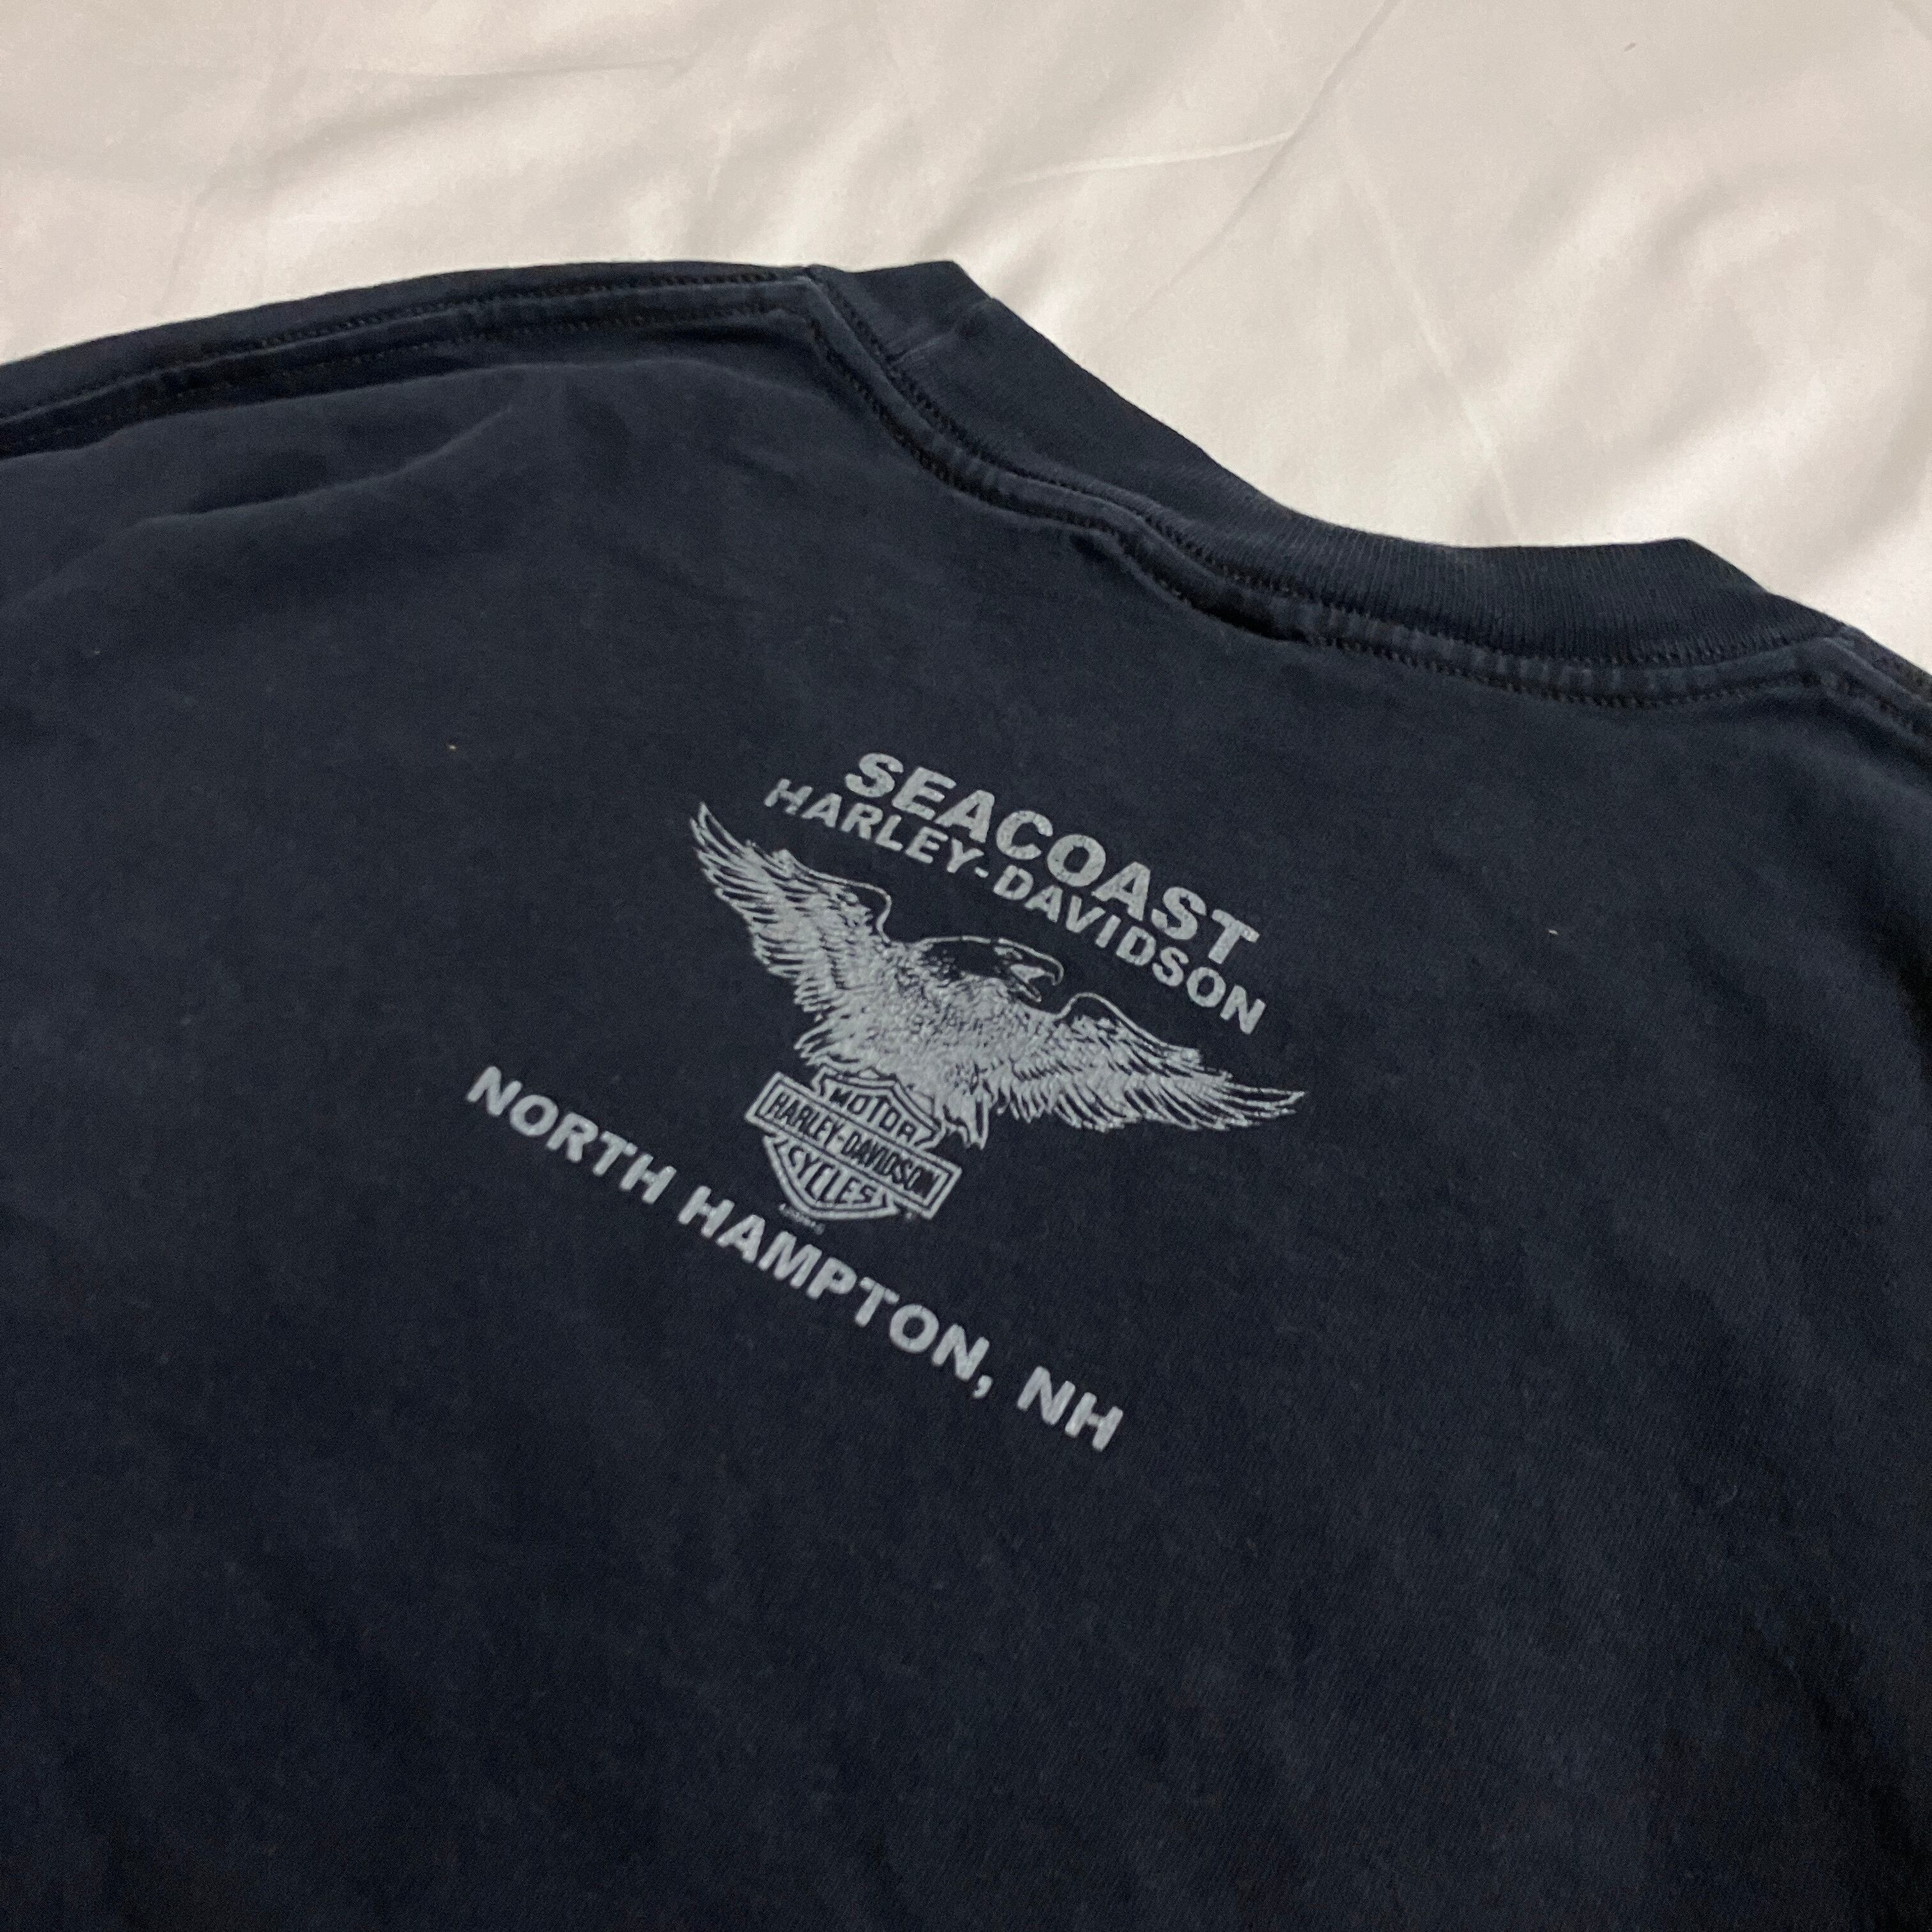 SEACOAST
HARLEY-DAVIDSON
MOTOR
HARLEY-DAVIDSON
CYCLES
NORTH HAMPTON, NH